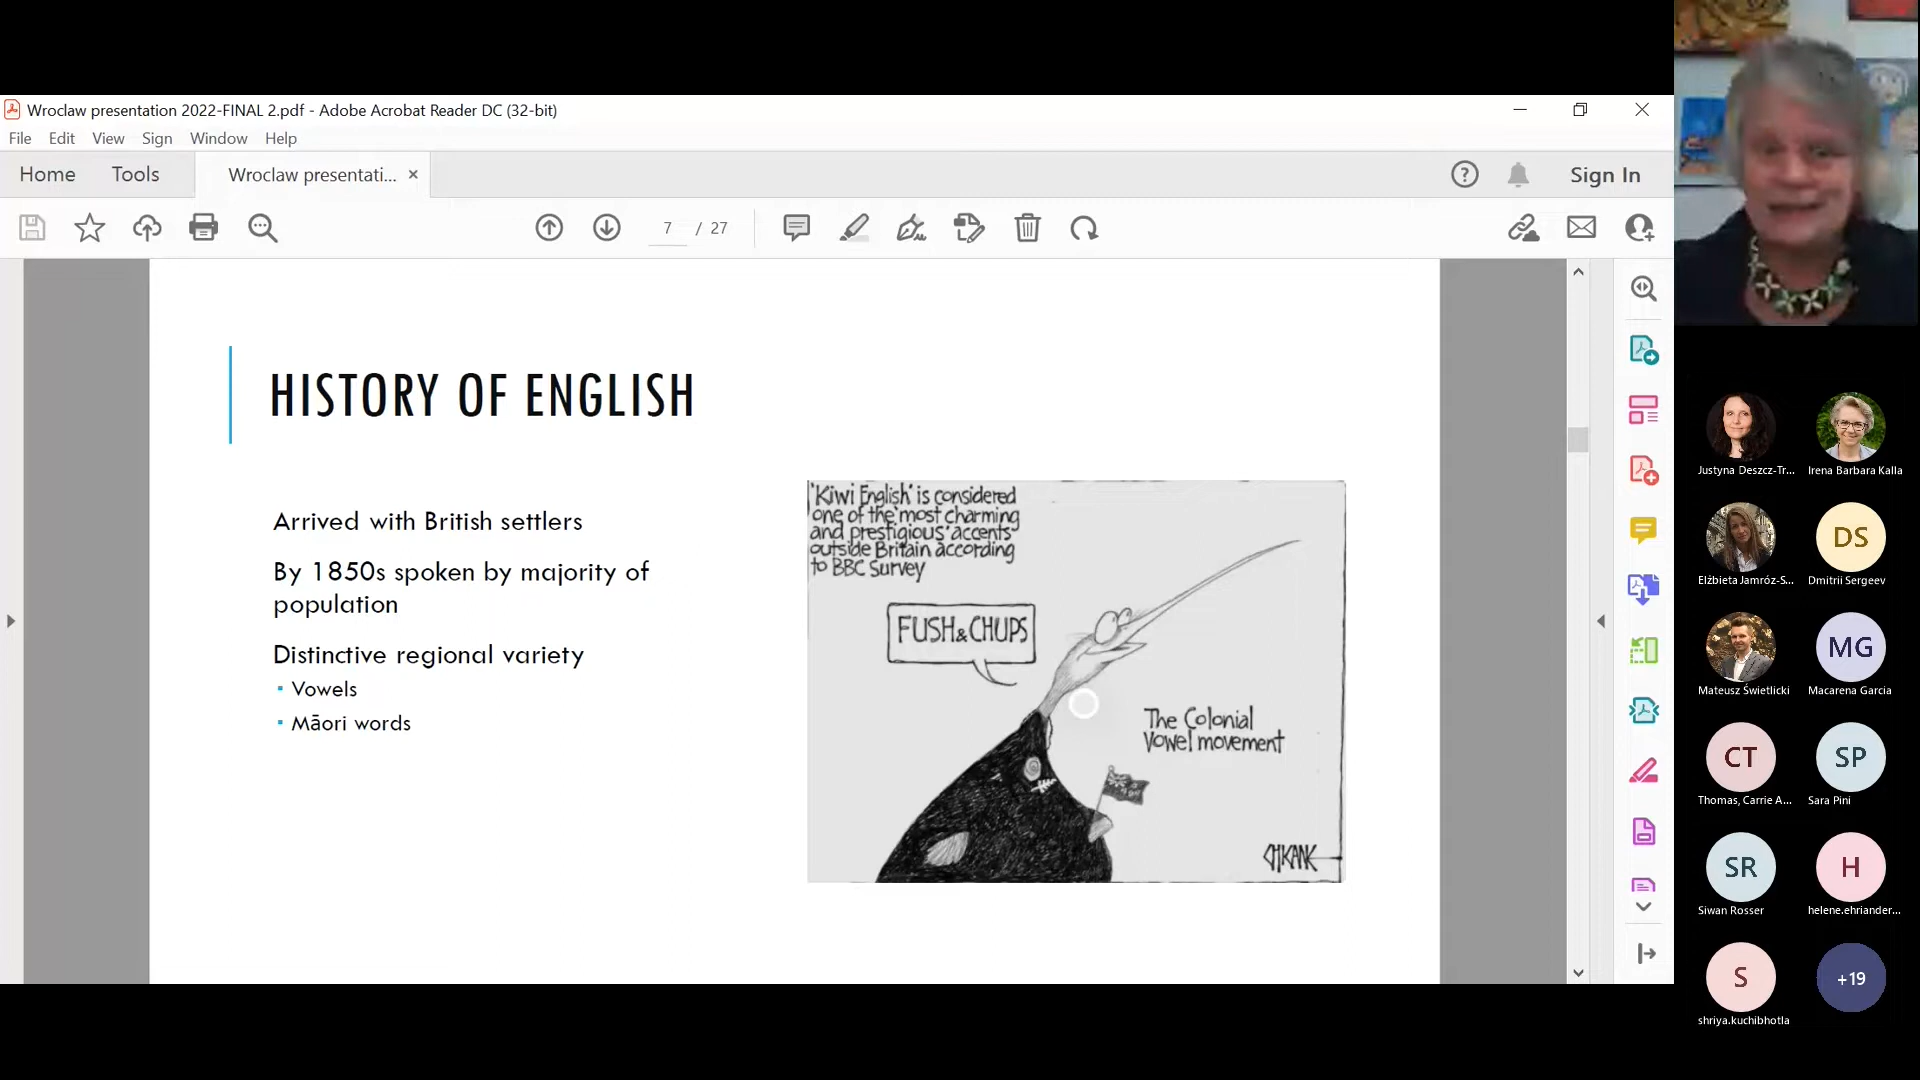 Wroclaw presentation 2022-FINAL 2.pdf - Adobe Acrobat Reader DC (32-bit)
File Edit View Sign Window Help
Home Tools Wroclaw presentati... × Sign In
7 / 27
HISTORY OF ENGLISH
Arrived with British settlers
By 1850s spoken by majority of
population
Distinctive regional variety
▪ Vowels
▪ Māori words
'Kiwi English' is considered
one of the 'most charming
and prestigious' accents
outside Britain according
to BBC Survey
FUSH & CHUPS
The Colonial
Vowel movement
Justyna Deszcz-Tr... Irena Barbara Kalla
DS
Elżbieta Jamróz-S... Dmitrii Sergeev
MG
Mateusz Świetlicki Macarena Garcia
CT SP
Thomas, Carrie A... Sara Pini
SR H
Siwan Rosser helene.ehriander...
S +19
shriya.kuchibhotla